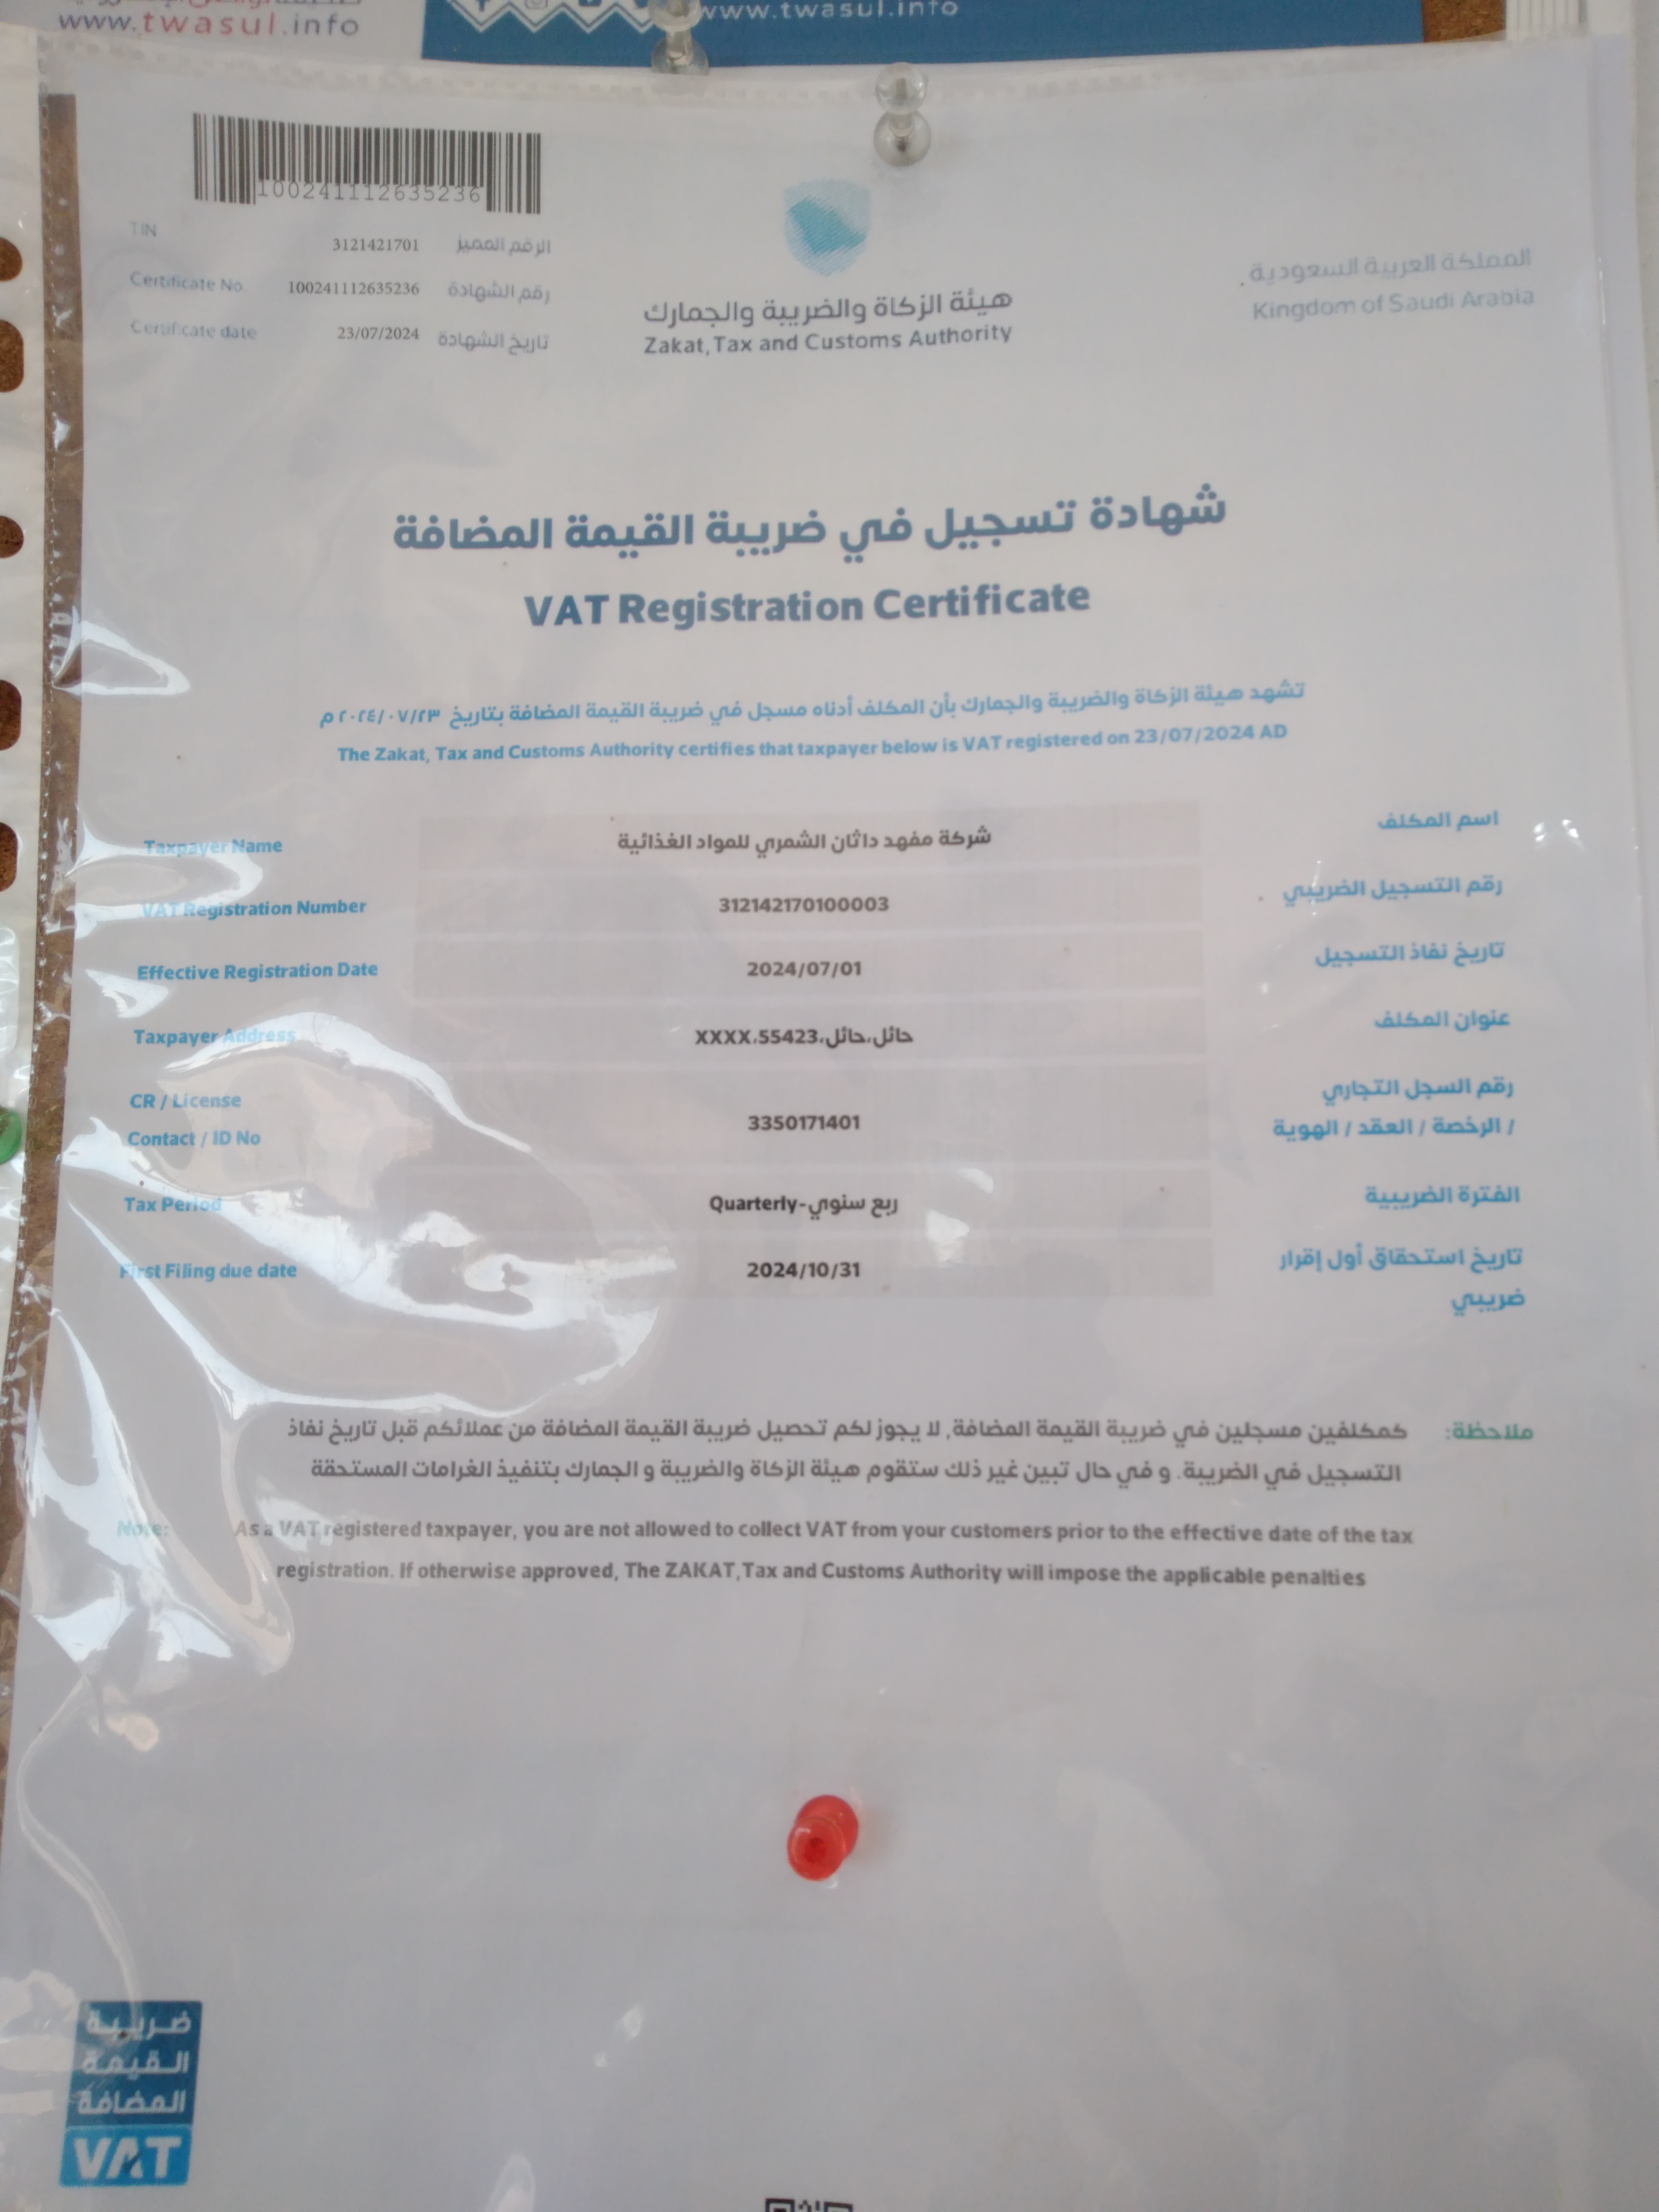 www.twasul.info
www.twasul.info
100241112635236
TIN 3121421701 الرقم المميز
Certificate No. 100241112635236 رقم الشهادة
Certificate date 23/07/2024 تاريخ الشهادة
هيئة الزكاة والضريبة والجمارك
Zakat, Tax and Customs Authority
المملكة العربية السعودية
Kingdom of Saudi Arabia
شهادة تسجيل في ضريبة القيمة المضافة
VAT Registration Certificate
تشهد هيئة الزكاة والضريبة والجمارك بأن المكلف أدناه مسجل في ضريبة القيمة المضافة بتاريخ ٢٠٢٤/٠٧/٢٣ م
The Zakat, Tax and Customs Authority certifies that taxpayer below is VAT registered on 23/07/2024 AD
Taxpayer Name شركة مفهد داثان الشمري للمواد الغذائية اسم المكلف
VAT Registration Number 312142170100003 رقم التسجيل الضريبي
Effective Registration Date 2024/07/01 تاريخ نفاذ التسجيل
Taxpayer Address حائل،حائل،55423،XXXX عنوان المكلف
CR / License رقم السجل التجاري
Contact / ID No 3350171401 / الرخصة / العقد / الهوية
Tax Period ربع سنوي-Quarterly الفترة الضريبية
First Filing due date 2024/10/31 تاريخ استحقاق أول إقرار
ضريبي
ملاحظة: كمكلفين مسجلين في ضريبة القيمة المضافة, لا يجوز لكم تحصيل ضريبة القيمة المضافة من عملائكم قبل تاريخ نفاذ
التسجيل في الضريبة. و في حال تبين غير ذلك ستقوم هيئة الزكاة والضريبة و الجمارك بتنفيذ الغرامات المستحقة
Note: As a VAT registered taxpayer, you are not allowed to collect VAT from your customers prior to the effective date of the tax
registration. If otherwise approved, The ZAKAT,Tax and Customs Authority will impose the applicable penalties
ضريبة
القيمة
المضافة
VAT